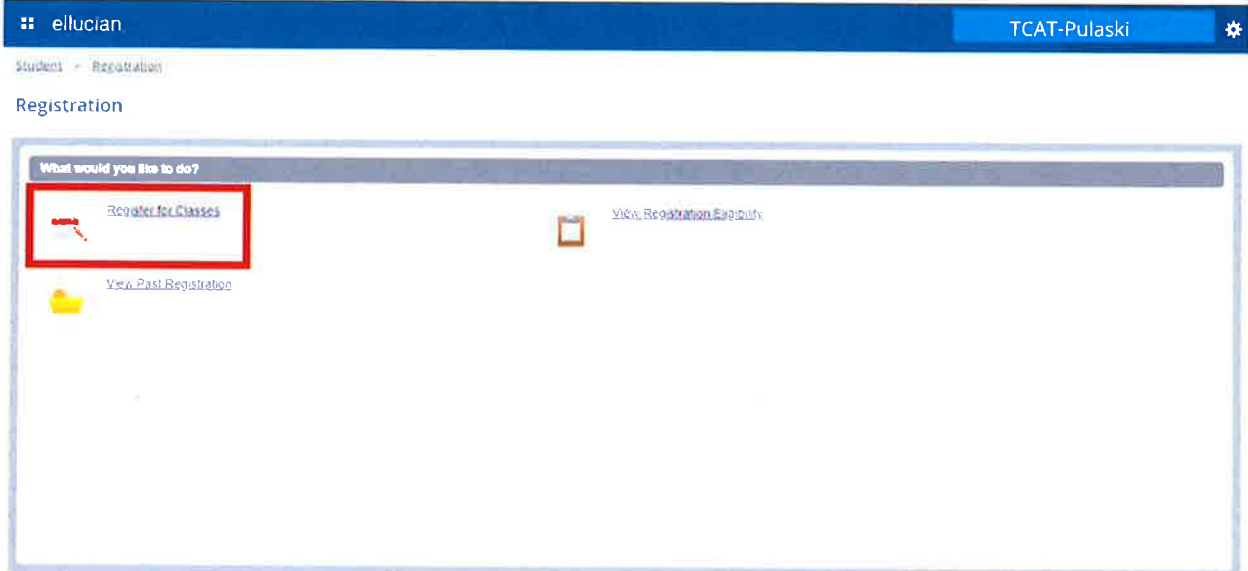 ellucian
TCAT-Pulaski
Student Registration
Registration
What would you like to do?
Register for Classes
View Registration Eligibility
View Past Registration